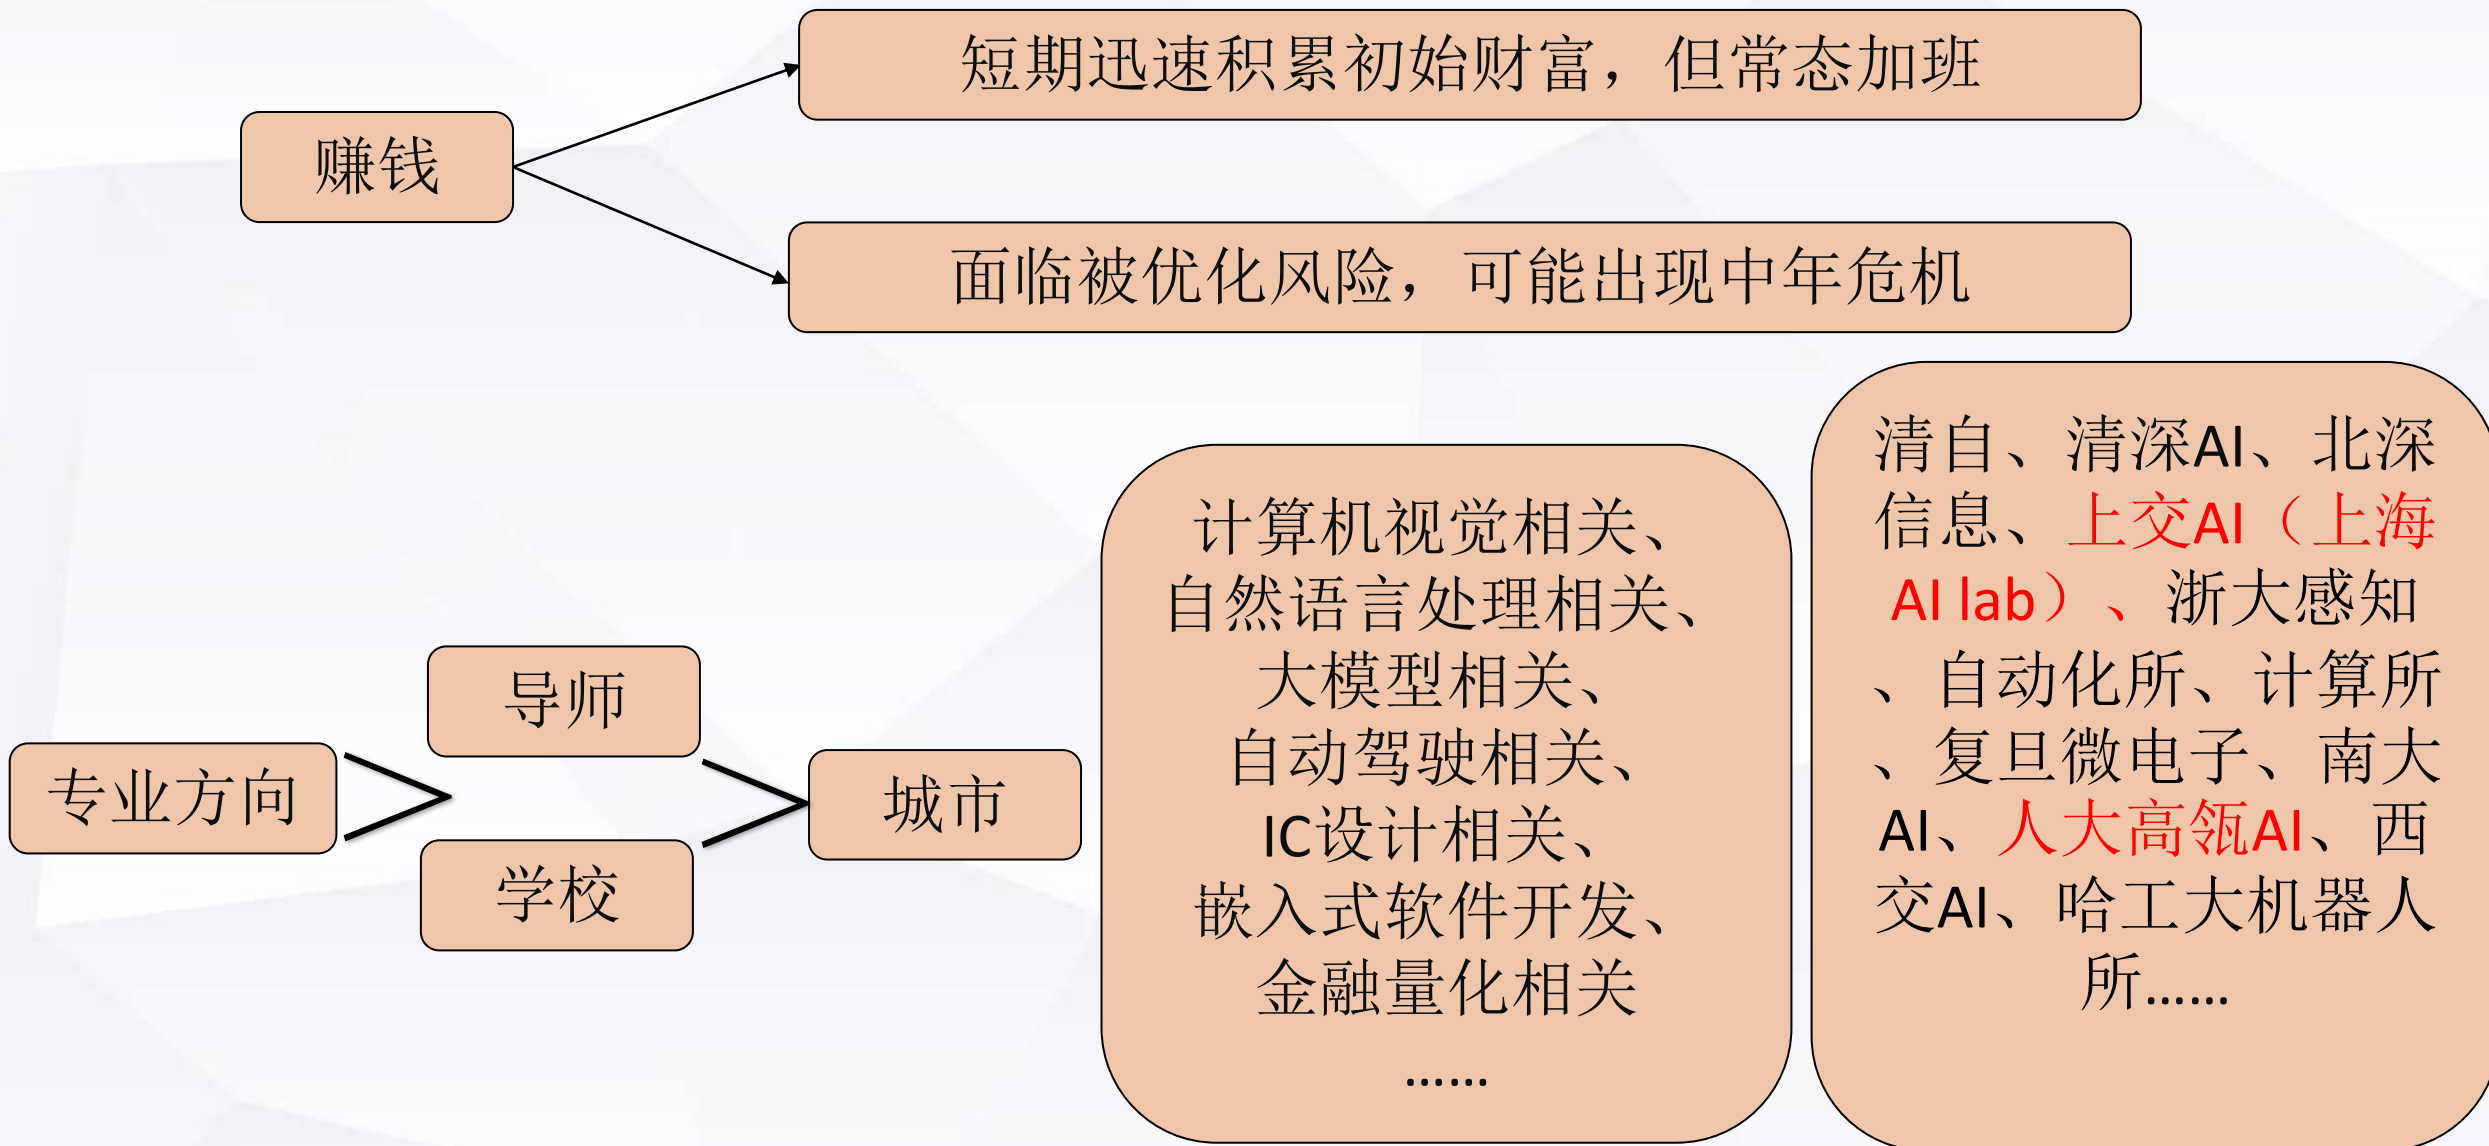 短期迅速积累初始财富，但常态加班
赚钱
面临被优化风险，可能出现中年危机
专业方向
导师
学校
城市
计算机视觉相关、
自然语言处理相关、
大模型相关、
自动驾驶相关、
IC设计相关、
嵌入式软件开发、
金融量化相关
……
清自、清深AI、北深
信息、上交AI（上海
AI lab）、浙大感知
、自动化所、计算所
、复旦微电子、南大
AI、人大高瓴AI、西
交AI、哈工大机器人
所……